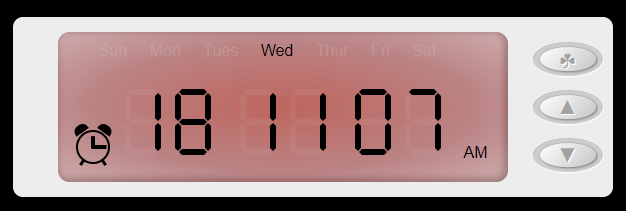 Sun Mon Tues Wed Thur Fri Sat
18 11 07
AM